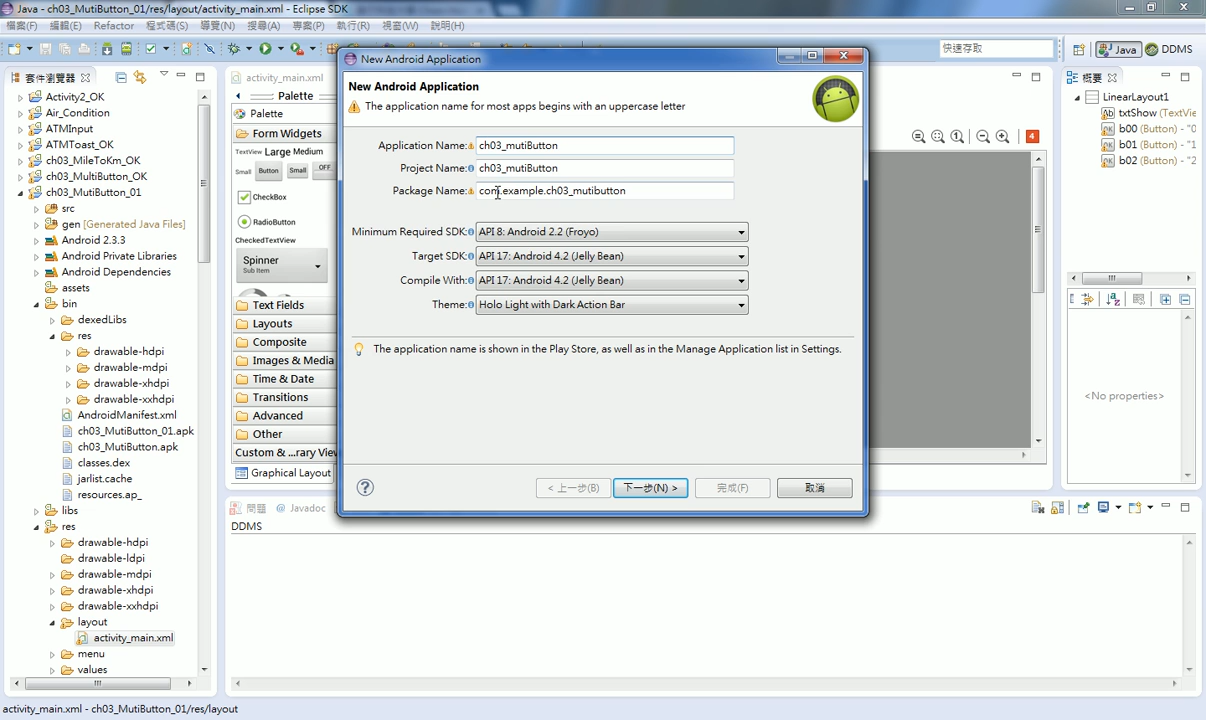 Java - ch03_MutiButton_01/res/layout/activity_main.xml - Eclipse SDK
檔案(F) 編輯(E) Refactor 程式碼(S) 導覽(N) 搜尋(A) 專案(P) 執行(R) 視窗(W) 說明(H)
快速存取
Java
DDMS
套件瀏覽器
Activity2_OK
Air_Condition
ATMInput
ATMToast_OK
ch03_MileToKm_OK
ch03_MultiButton_OK
ch03_MutiButton_01
src
gen [Generated Java Files]
Android 2.3.3
Android Private Libraries
Android Dependencies
assets
bin
dexedLibs
res
drawable-hdpi
drawable-mdpi
drawable-xhdpi
drawable-xxhdpi
AndroidManifest.xml
ch03_MutiButton_01.apk
ch03_MutiButton.apk
classes.dex
jarlist.cache
resources.ap_
libs
res
drawable-hdpi
drawable-ldpi
drawable-mdpi
drawable-xhdpi
drawable-xxhdpi
layout
activity_main.xml
menu
values
activity_main.xml
Palette
Palette
Form Widgets
TextView Large Medium
Small Button Small OFF
CheckBox
RadioButton
CheckedTextView
Spinner
Sub Item
Text Fields
Layouts
Composite
Images & Media
Time & Date
Transitions
Advanced
Other
Custom & ...rary View
Graphical Layout
New Android Application
New Android Application
The application name for most apps begins with an uppercase letter
Application Name: ch03_mutiButton
Project Name: ch03_mutiButton
Package Name: com.example.ch03_mutibutton
Minimum Required SDK: API 8: Android 2.2 (Froyo)
Target SDK: API 17: Android 4.2 (Jelly Bean)
Compile With: API 17: Android 4.2 (Jelly Bean)
Theme: Holo Light with Dark Action Bar
The application name is shown in the Play Store, as well as in the Manage Application list in Settings.
< 上一步(B) 下一步(N) > 完成(F) 取消
4
概要
LinearLayout1
txtShow (TextView
b00 (Button) - "0
b01 (Button) - "
b02 (Button) - "2
<No properties>
問題 @ Javadoc
DDMS
activity_main.xml - ch03_MutiButton_01/res/layout